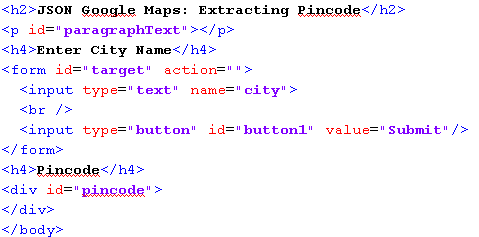 <h2>JSON Google Maps: Extracting Pincode</h2>
<p id="paragraphText"></p>
<h4>Enter City Name</h4>
<form id="target" action="">
  <input type="text" name="city">
  <br />
  <input type="button" id="button1" value="Submit"/>
</form>
<h4>Pincode</h4>
<div id="pincode">
</div>
</body>